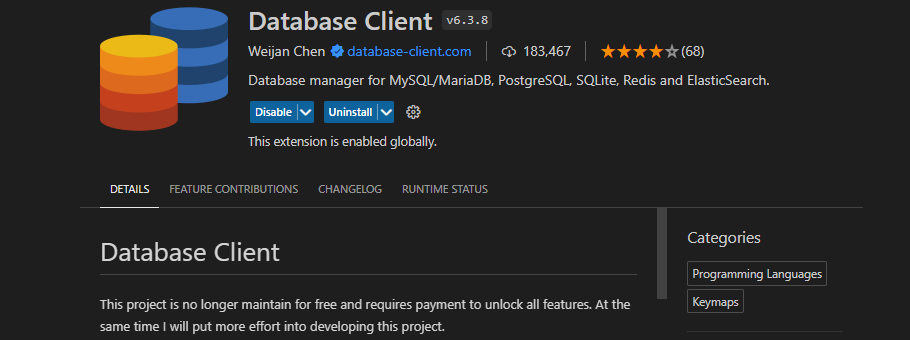 Database Client v6.3.8
Weijan Chen database-client.com 183,467 (68)
Database manager for MySQL/MariaDB, PostgreSQL, SQLite, Redis and ElasticSearch.
Disable Uninstall
This extension is enabled globally.
DETAILS FEATURE CONTRIBUTIONS CHANGELOG RUNTIME STATUS
Database Client
This project is no longer maintain for free and requires payment to unlock all features. At the
same time I will put more effort into developing this project.
Categories
Programming Languages
Keymaps